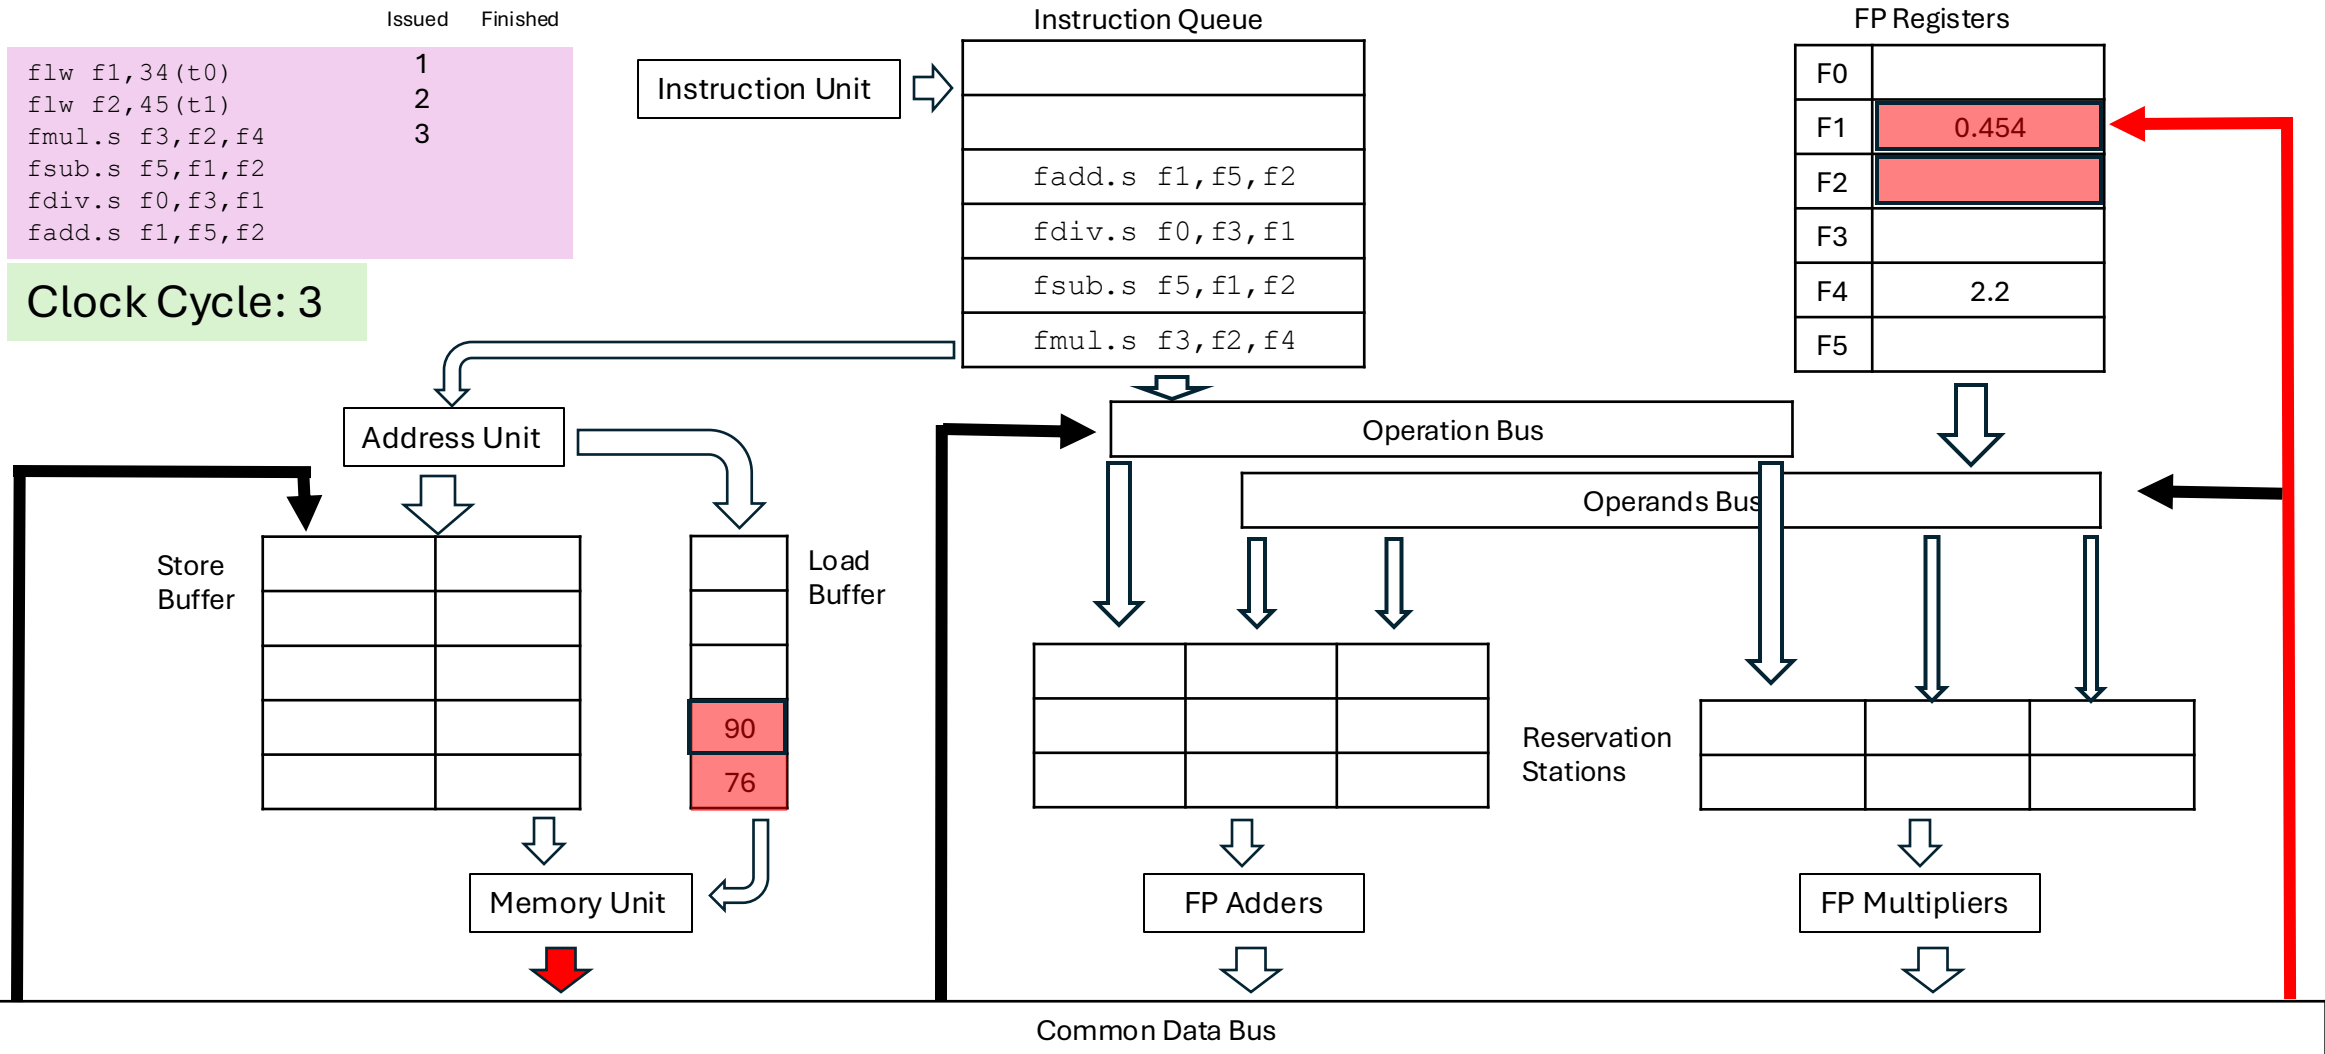 Issued Finished
flw f1,34(t0) 1
flw f2,45(t1) 2
fmul.s f3,f2,f4 3
fsub.s f5,f1,f2
fdiv.s f0,f3,f1
fadd.s f1,f5,f2
Clock Cycle: 3
Instruction Unit
Instruction Queue
fadd.s f1,f5,f2
fdiv.s f0,f3,f1
fsub.s f5,f1,f2
fmul.s f3,f2,f4
FP Registers
F0
F1 0.454
F2
F3
F4 2.2
F5
Address Unit
Operation Bus
Operands Bus
Store
Buffer
Load
Buffer
90
76
Reservation
Stations
Memory Unit
FP Adders
FP Multipliers
Common Data Bus